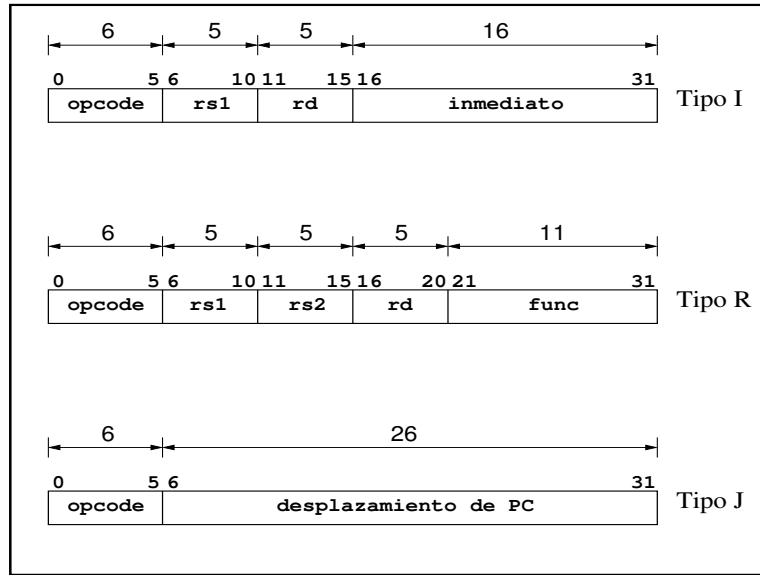 6 5 5 16
0 5 6 10 11 15 16 31
opcode rs1 rd inmediato Tipo I
6 5 5 5 11
0 5 6 10 11 15 16 20 21 31
opcode rs1 rs2 rd func Tipo R
6 26
0 5 6 31
opcode desplazamiento de PC Tipo J